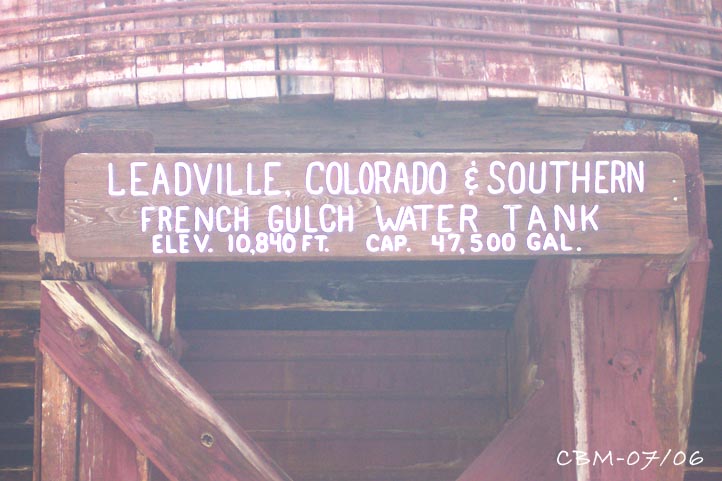 LEADVILLE, COLORADO & SOUTHERN
FRENCH GULCH WATER TANK
ELEV. 10,840 FT. CAP. 47,500 GAL.
CBM-07/06